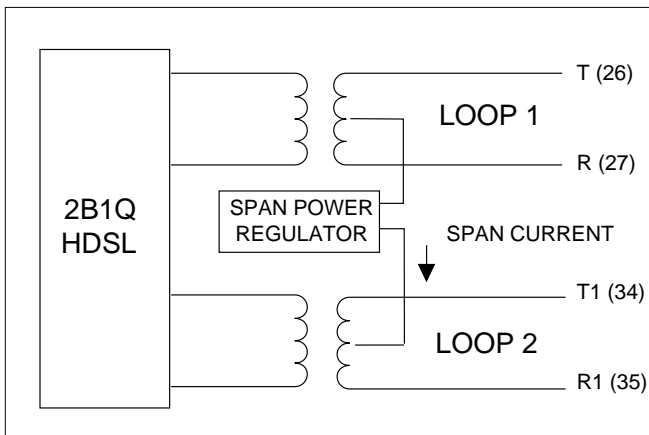 T (26)
LOOP 1
R (27)
2B1Q
HDSL
SPAN POWER
REGULATOR
SPAN CURRENT
T1 (34)
LOOP 2
R1 (35)